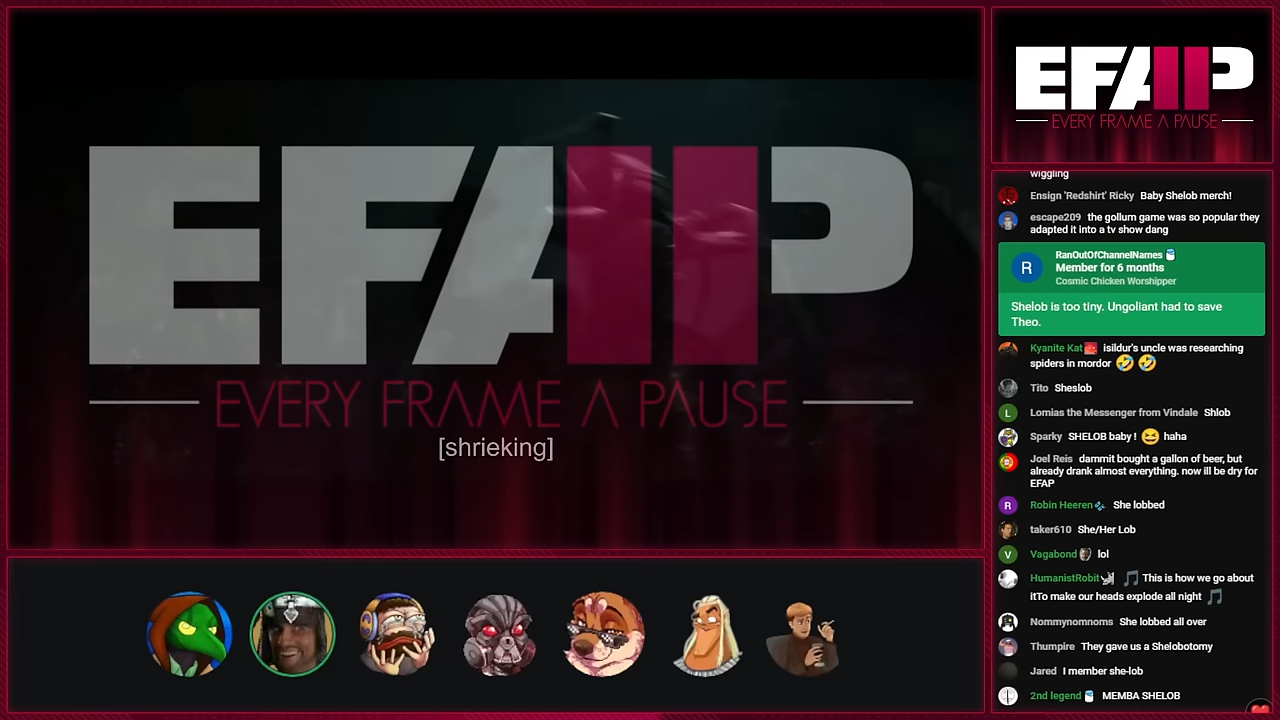 EFAP
EVERY FRAME A PAUSE
[shrieking]
EFAP
EVERY FRAME A PAUSE
wiggling
Ensign 'Redshirt' Ricky Baby Shelob merch!
escape209 the gollum game was so popular they
adapted it into a tv show dang
R
RanOutOfChannelNames
Member for 6 months
Cosmic Chicken Worshipper
Shelob is too tiny. Ungoliant had to save
Theo.
Kyanite Kat isildur's uncle was researching
spiders in mordor 🤣 🤣
Tito Sheslob
L Lomias the Messenger from Vindale Shlob
Sparky SHELOB baby ! 😆 haha
Joel Reis dammit bought a gallon of beer, but
already drank almost everything. now ill be dry for
EFAP
R Robin Heeren She lobbed
taker610 She/Her Lob
V Vagabond lol
HumanistRobit 🎵 This is how we go about
itTo make our heads explode all night 🎵
Nommynomnoms She lobbed all over
Thumpire They gave us a Shelobotomy
Jared I member she-lob
2nd legend MEMBA SHELOB